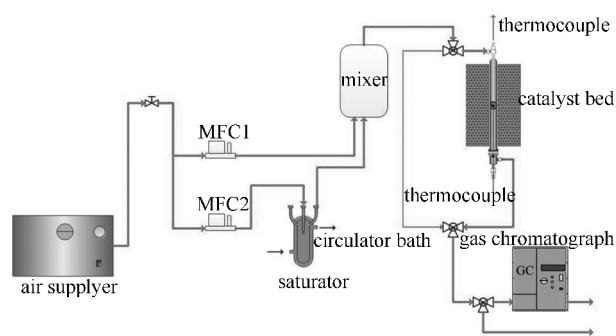 thermocouple
mixer
catalyst bed
MFC1
thermocouple
MFC2
circulator bath
gas chromatograph
GC
saturator
air supplyer